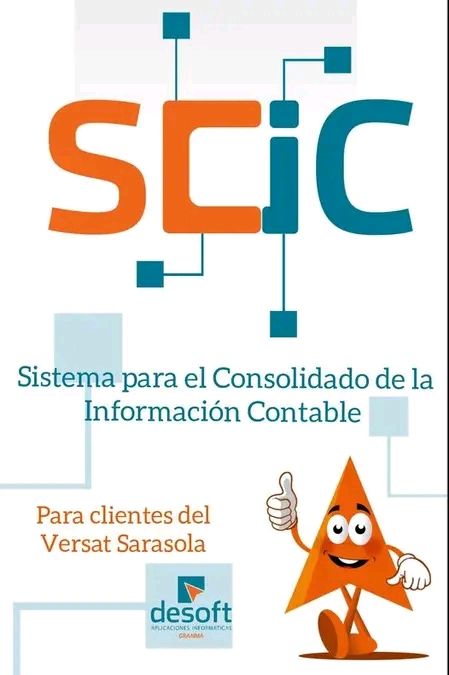 SCiC
Sistema para el Consolidado de la
Información Contable
Para clientes del
Versat Sarasola
desoft
APLICACIONES INFORMÁTICAS
GRANMA